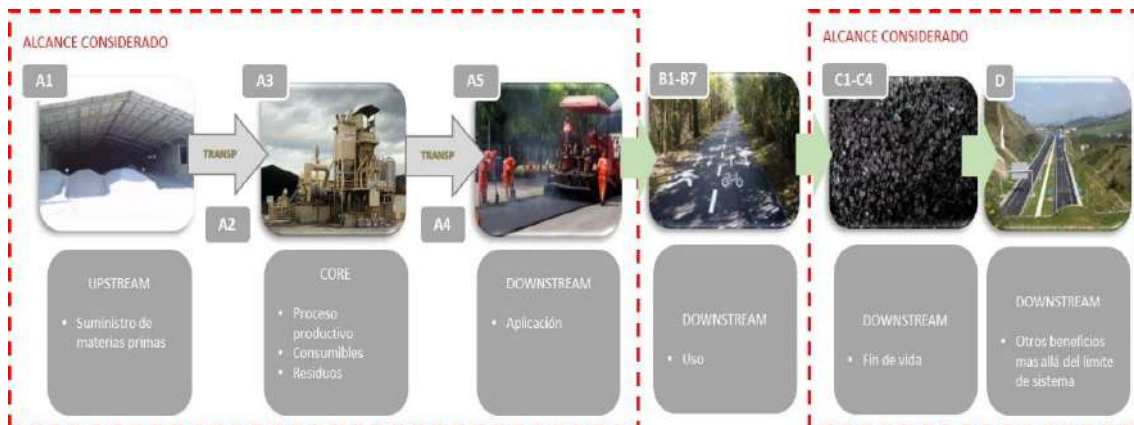 ALCANCE CONSIDERADO
A1
TRANSP
A2
A3
TRANSP
A4
A5
B1-B7
ALCANCE CONSIDERADO
C1-C4
D
UPSTREAM
• Suministro de
materias primas
CORE
• Proceso
productivo
• Consumibles
• Residuos
DOWNSTREAM
• Aplicación
DOWNSTREAM
• Uso
DOWNSTREAM
• Fin de vida
DOWNSTREAM
• Otros beneficios
mas allá del limite
de sistema